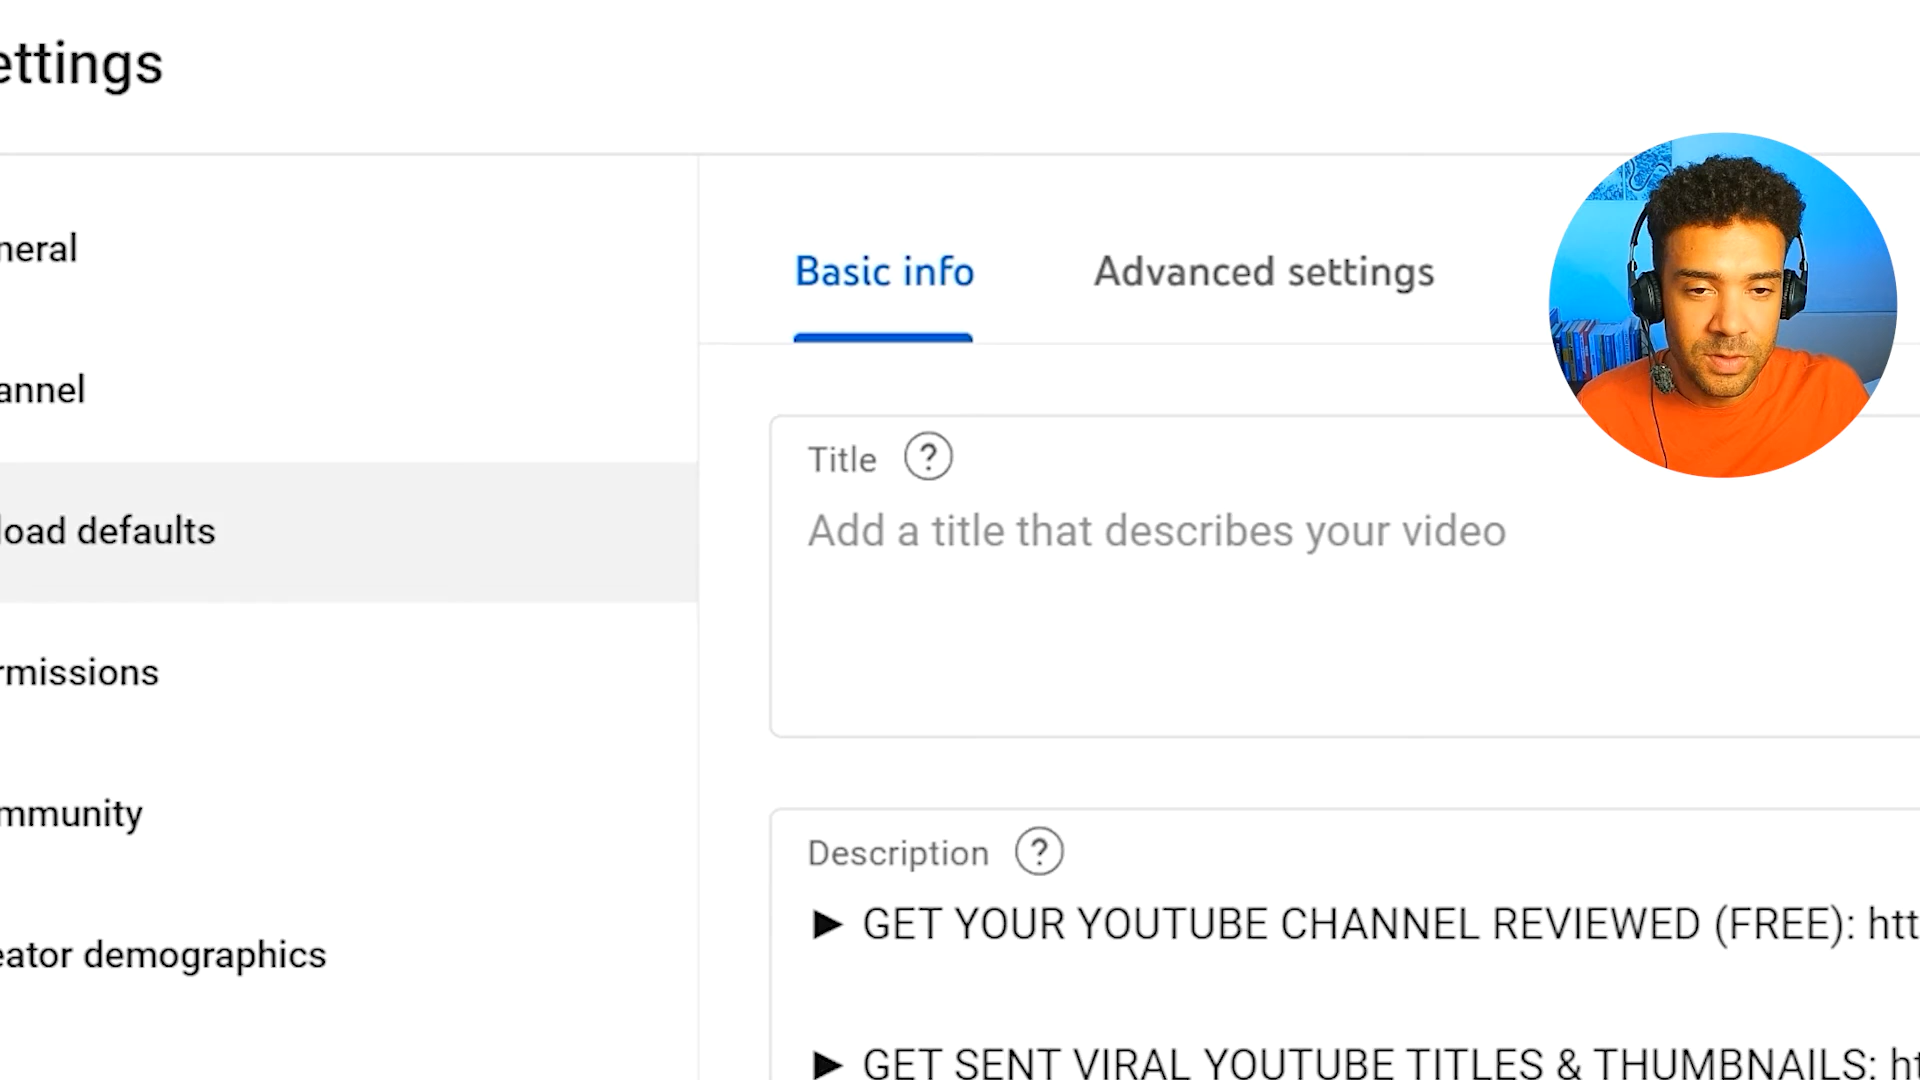 ettings
neral
annel
load defaults
rmissions
mmunity
eator demographics
Basic info
Advanced settings
Title ?
Add a title that describes your video
Description ?
► GET YOUR YOUTUBE CHANNEL REVIEWED (FREE): htt
► GET SENT VIRAL YOUTUBE TITLES & THUMBNAILS: ht